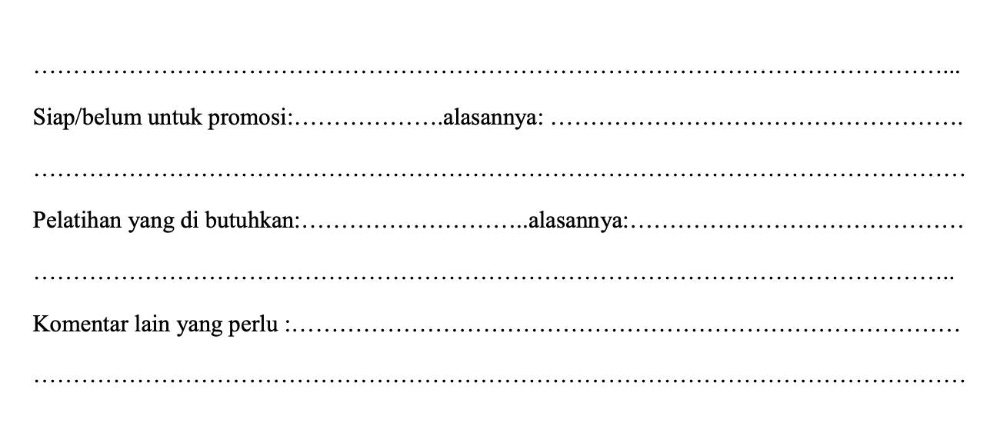 ……………………………………………………………………………………………………...
Siap/belum untuk promosi:……………….alasannya: …………………………………………….
………………………………………………………………………………………………………
Pelatihan yang di butuhkan:……………………….alasannya:……………………………………
……………………………………………………………………………………………………..
Komentar lain yang perlu :…………………………………………………………………………
………………………………………………………………………………………………………